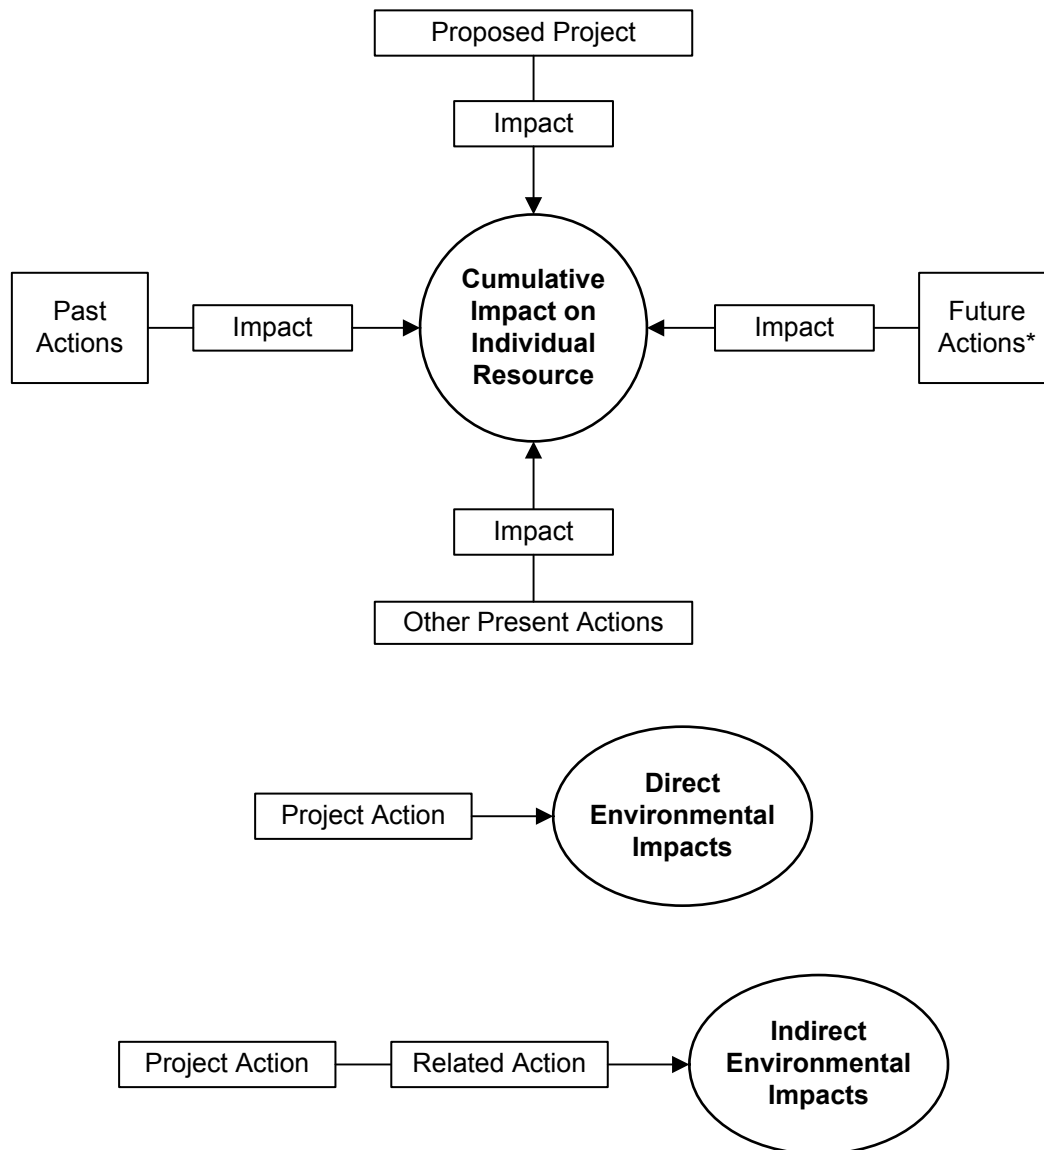 Proposed Project
Impact
Past
Actions
Impact
Cumulative
Impact on
Individual
Resource
Impact
Future
Actions*
Impact
Other Present Actions
Project Action
Direct
Environmental
Impacts
Project Action
Related Action
Indirect
Environmental
Impacts